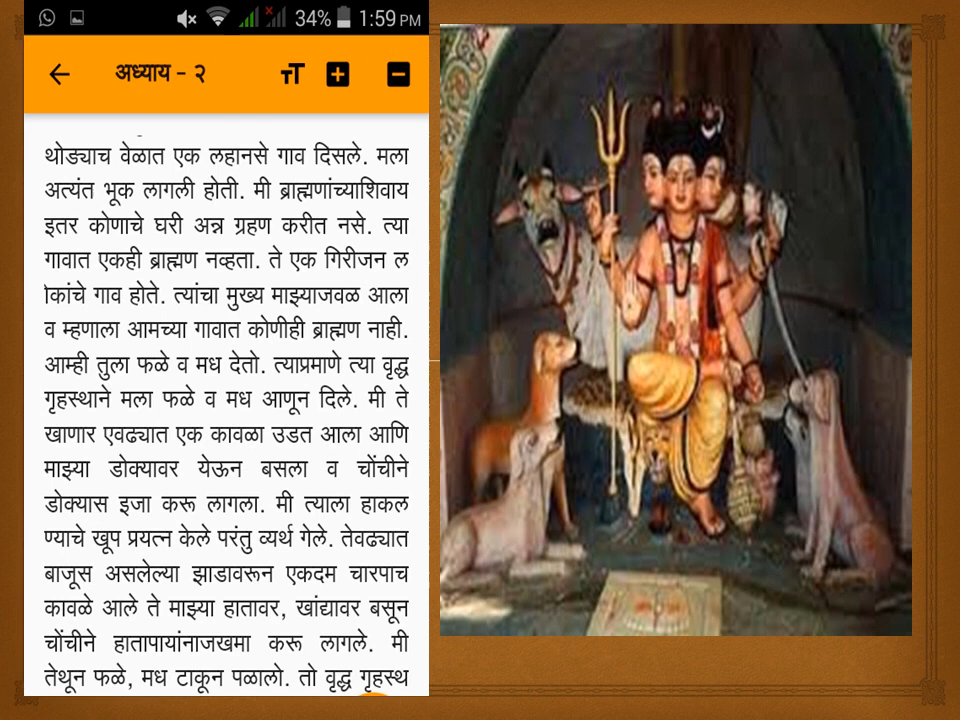 34% 1:59 PM
अध्याय - २
थोड्याच वेळात एक लहानसे गाव दिसले. मला
अत्यंत भूक लागली होती. मी ब्राह्मणांच्याशिवाय
इतर कोणाचे घरी अन्न ग्रहण करीत नसे. त्या
गावात एकही ब्राह्मण नव्हता. ते एक गिरीजन ल
ोकांचे गाव होते. त्यांचा मुख्य माझ्याजवळ आला
व म्हणाला आमच्या गावात कोणीही ब्राह्मण नाही.
आम्ही तुला फळे व मध देतो. त्याप्रमाणे त्या वृद्ध
गृहस्थाने मला फळे व मध आणून दिले. मी ते
खाणार एवढ्यात एक कावळा उडत आला आणि
माझ्या डोक्यावर येऊन बसला व चोंचीने
डोक्यास इजा करू लागला. मी त्याला हाकल
ण्याचे खूप प्रयत्न केले परंतु व्यर्थ गेले. तेवढ्यात
बाजूस असलेल्या झाडावरून एकदम चारपाच
कावळे आले ते माझ्या हातावर, खांद्यावर बसून
चोंचीने हातापायांनाजखमा करू लागले. मी
तेथून फळे, मध टाकून पळालो. तो वृद्ध गृहस्थ